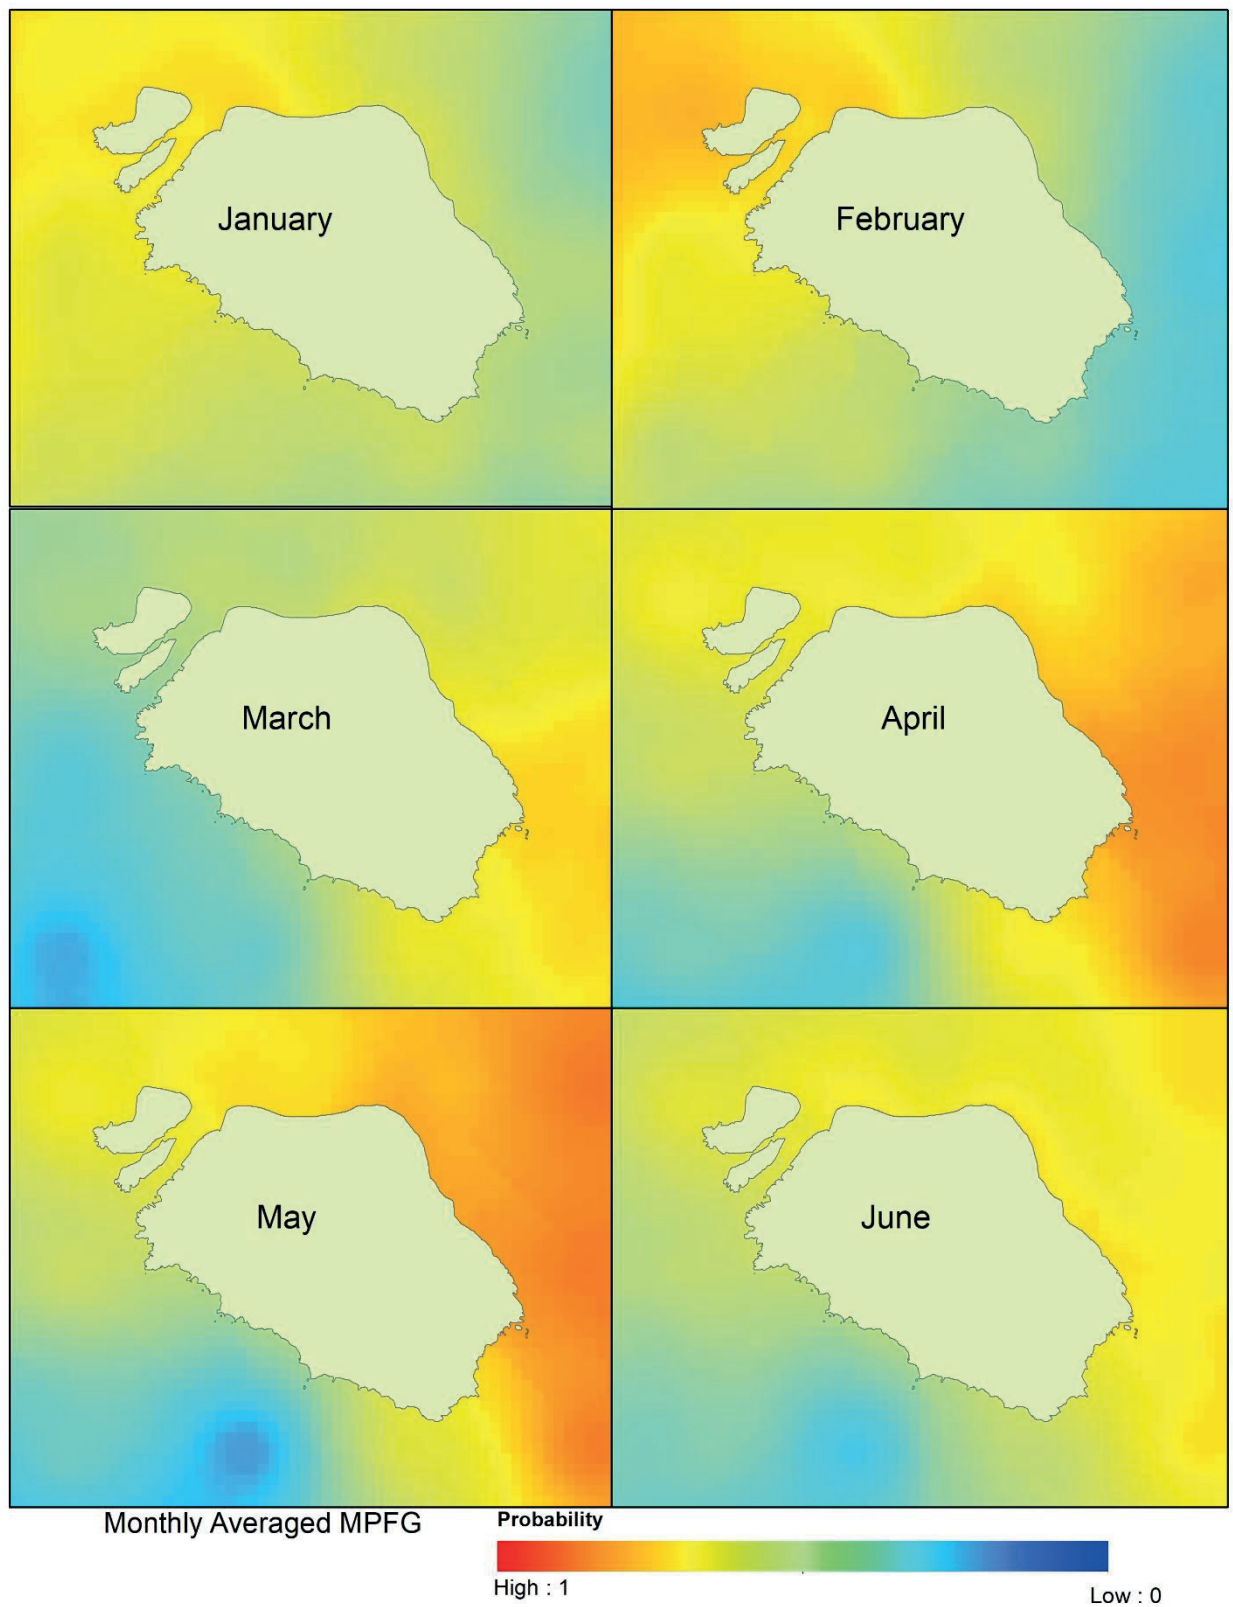 January
February
March
April
May
June
Monthly Averaged MPFG
Probability
High : 1
Low : 0